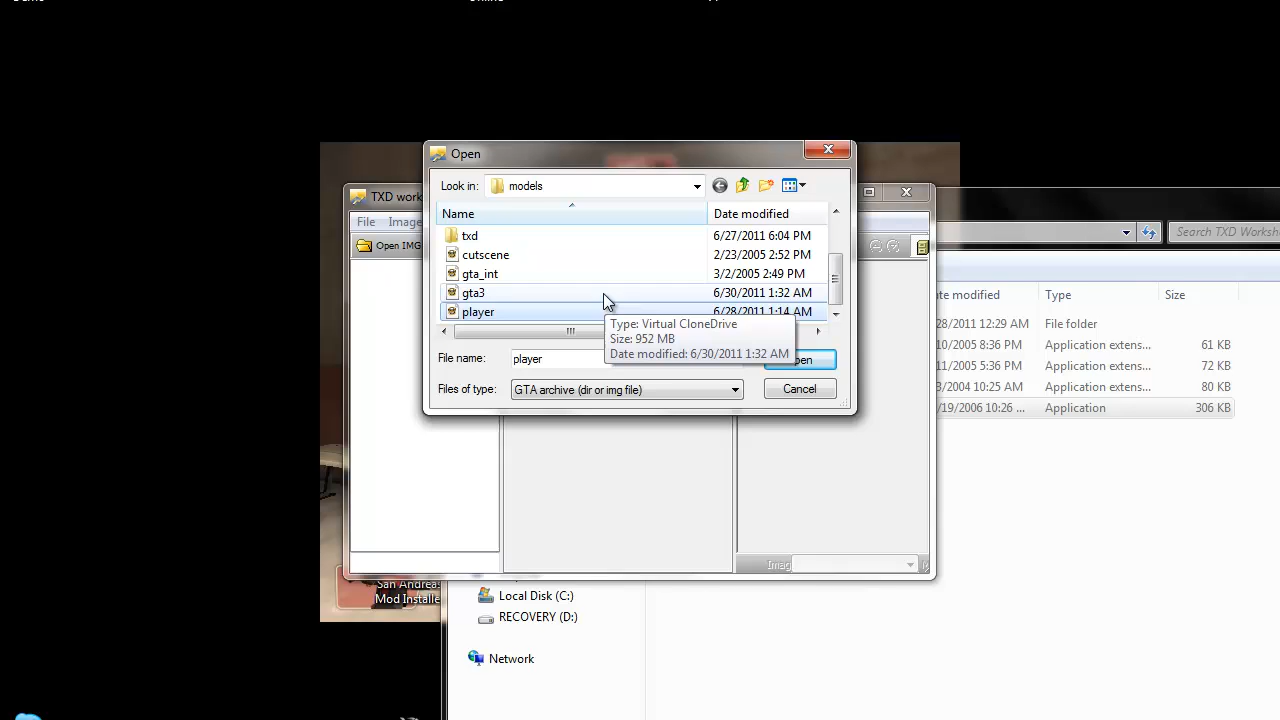 Demo
Online
Open
Look in: models
Name Date modified
txd 6/27/2011 6:04 PM
cutscene 2/23/2005 2:52 PM
gta_int 3/2/2005 2:49 PM
gta3 6/30/2011 1:32 AM
player 6/28/2011 1:14 AM
Type: Virtual CloneDrive
Size: 952 MB
Date modified: 6/30/2011 1:32 AM
File name: player
Files of type: GTA archive (dir or img file)
Cancel
TXD work
File Image
Open IMG
Imag
Search TXD Worksh
ate modified Type Size
/28/2011 12:29 AM File folder
10/2005 8:36 PM Application extens... 61 KB
11/2005 5:36 PM Application extens... 72 KB
3/2004 10:25 AM Application extens... 80 KB
/19/2006 10:26 ... Application 306 KB
San Andrea
Mod Installe
Local Disk (C:)
RECOVERY (D:)
Network